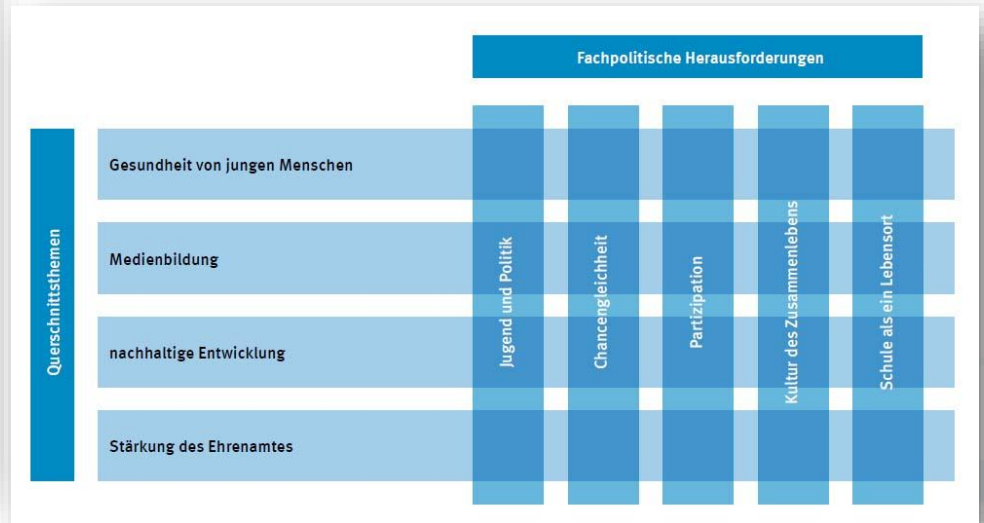 Fachpolitische Herausforderungen
Querschnittsthemen
Gesundheit von jungen Menschen
Medienbildung
nachhaltige Entwicklung
Stärkung des Ehrenamtes
Jugend und Politik
Chancengleichheit
Partizipation
Kultur des Zusammenlebens
Schule als ein Lebensort